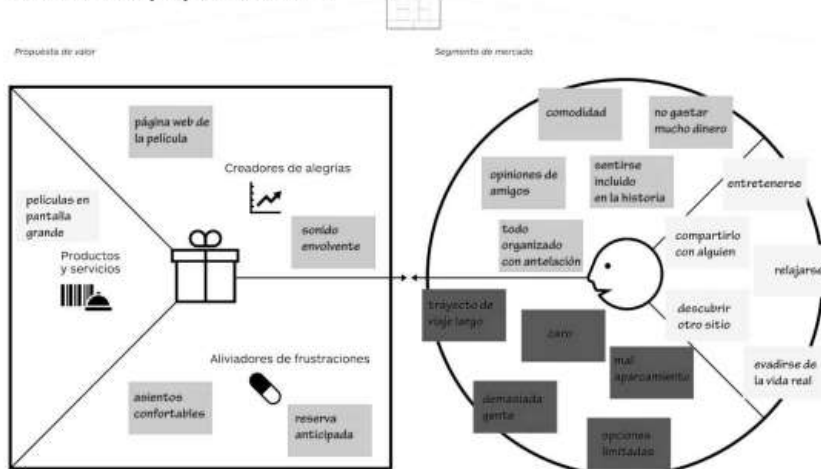 Propuesta de valor
Segmento de mercado
página web de
la película
Creadores de alegrías
películas en
pantalla
grande
Productos
y servicios
sonido
envolvente
Aliviadores de frustraciones
asientos
confortables
reserva
anticipada
comodidad
no gastar
mucho dinero
opiniones de
amigos
sentirse
incluido
en la historia
entretenerse
todo
organizado
con antelación
compartirlo
con alguien
relajarse
trayecto de
viaje largo
caro
descubrir
otro sitio
mal
aparcamiento
evadirse de
la vida real
demasiada
gente
opciones
limitadas